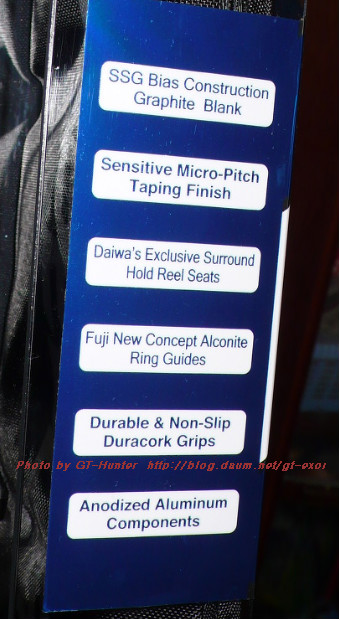 SSG Bias Construction
Graphite Blank
Sensitive Micro-Pitch
Taping Finish
Daiwa's Exclusive Surround
Hold Reel Seats
Fuji New Concept Alconite
Ring Guides
Durable & Non-Slip
Duracork Grips
Photo by GT-Hunter http://blog.daum.net/gt-exor
Anodized Aluminum
Components